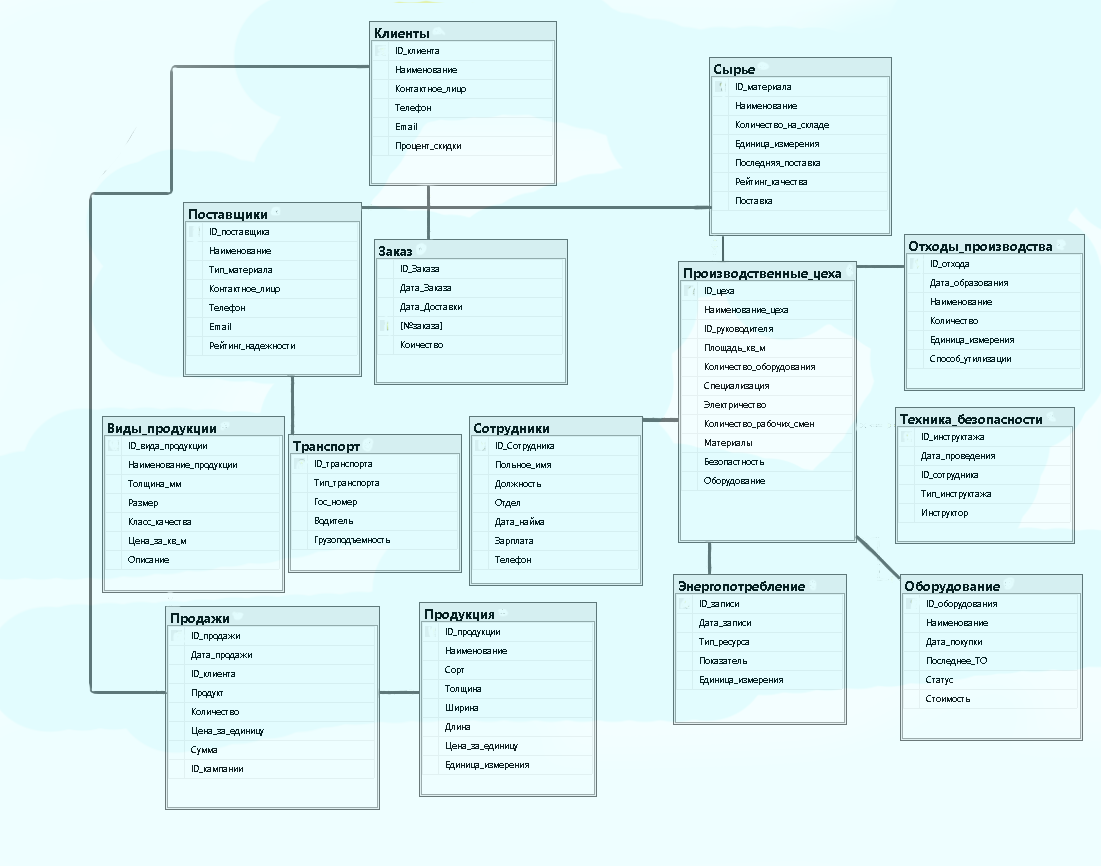 Клиенты
ID_клиента
Наименование
Контактное_лицо
Телефон
Email
Процент_скидки
Сырье
ID_материала
Наименование
Количество_на_складе
Единица_измерения
Последняя_поставка
Рейтинг_качества
Поставка
Поставщики
ID_поставщика
Наименование
Тип_материала
Контактное_лицо
Телефон
Email
Рейтинг_надежности
Заказ
ID_Заказа
Дата_Заказа
Дата_Доставки
[№заказа]
Коичество
Производственные_цеха
ID_цеха
Наименование_цеха
ID_руководителя
Площадь_кв_м
Количество_оборудования
Специализация
Электричество
Количество_рабочих_смен
Материалы
Безопастность
Оборудование
Отходы_производства
ID_отхода
Дата_образования
Наименование
Количество
Единица_измерения
Способ_утилизации
Виды_продукции
ID_вида_продукции
Наименование_продукции
Толщина_мм
Размер
Класс_качества
Цена_за_кв_м
Описание
Транспорт
ID_транспорта
Тип_транспорта
Гос_номер
Водитель
Грузоподъемность
Сотрудники
ID_Сотрудника
Польное_имя
Должность
Отдел
Дата_найма
Зарплата
Телефон
Техника_безопасности
ID_инструктажа
Дата_проведения
ID_сотрудника
Тип_инструктажа
Инструктор
Продажи
ID_продажи
Дата_продажи
ID_клиента
Продукт
Количество
Цена_за_единицу
Сумма
ID_кампании
Продукция
ID_продукции
Наименование
Сорт
Толщина
Ширина
Длина
Цена_за_единицу
Единица_измерения
Энергопотребление
ID_записи
Дата_записи
Тип_ресурса
Показатель
Единица_измерения
Оборудование
ID_оборудования
Наименование
Дата_покупки
Последнее_ТО
Статус
Стоимость